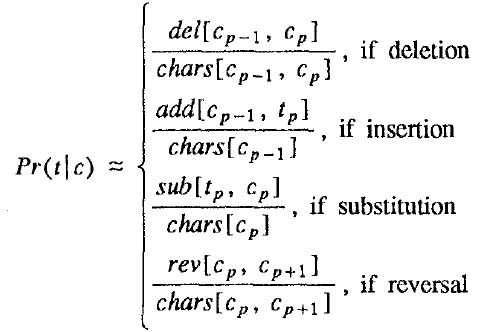 del[c_{p-1}, c_p]
chars[c_{p-1}, c_p] , if deletion
add[c_{p-1}, t_p]
chars[c_{p-1}] , if insertion
Pr(t|c) ≈
sub[t_p, c_p]
chars[c_p] , if substitution
rev[c_p, c_{p+1}]
chars[c_p, c_{p+1}] , if reversal